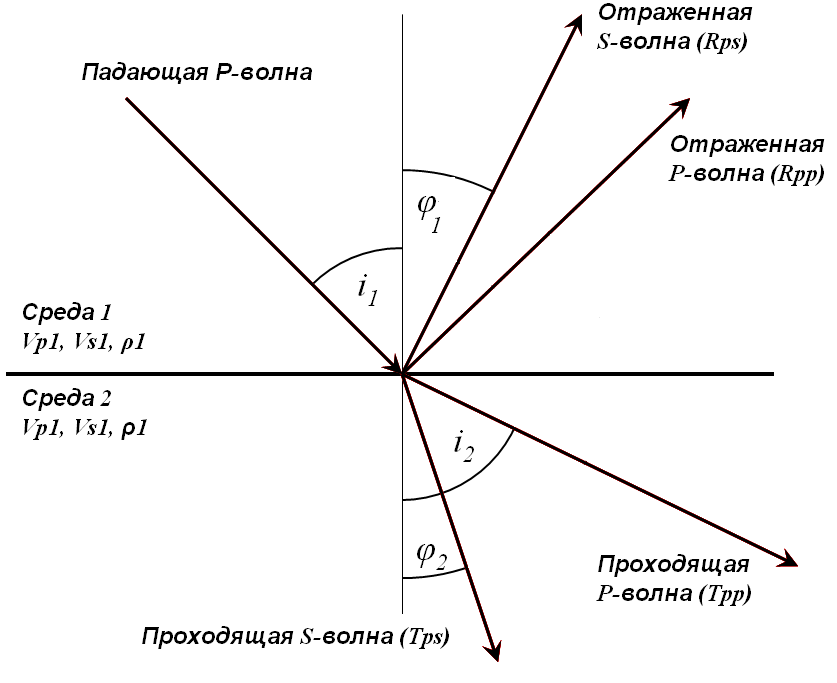 Отраженная
S-волна (Rps)
Падающая P-волна
Отраженная
P-волна (Rpp)
φ1
i1
Среда 1
Vp1, Vs1, ρ1
Среда 2
Vp1, Vs1, ρ1
i2
φ2
Проходящая
P-волна (Tpp)
Проходящая S-волна (Tps)